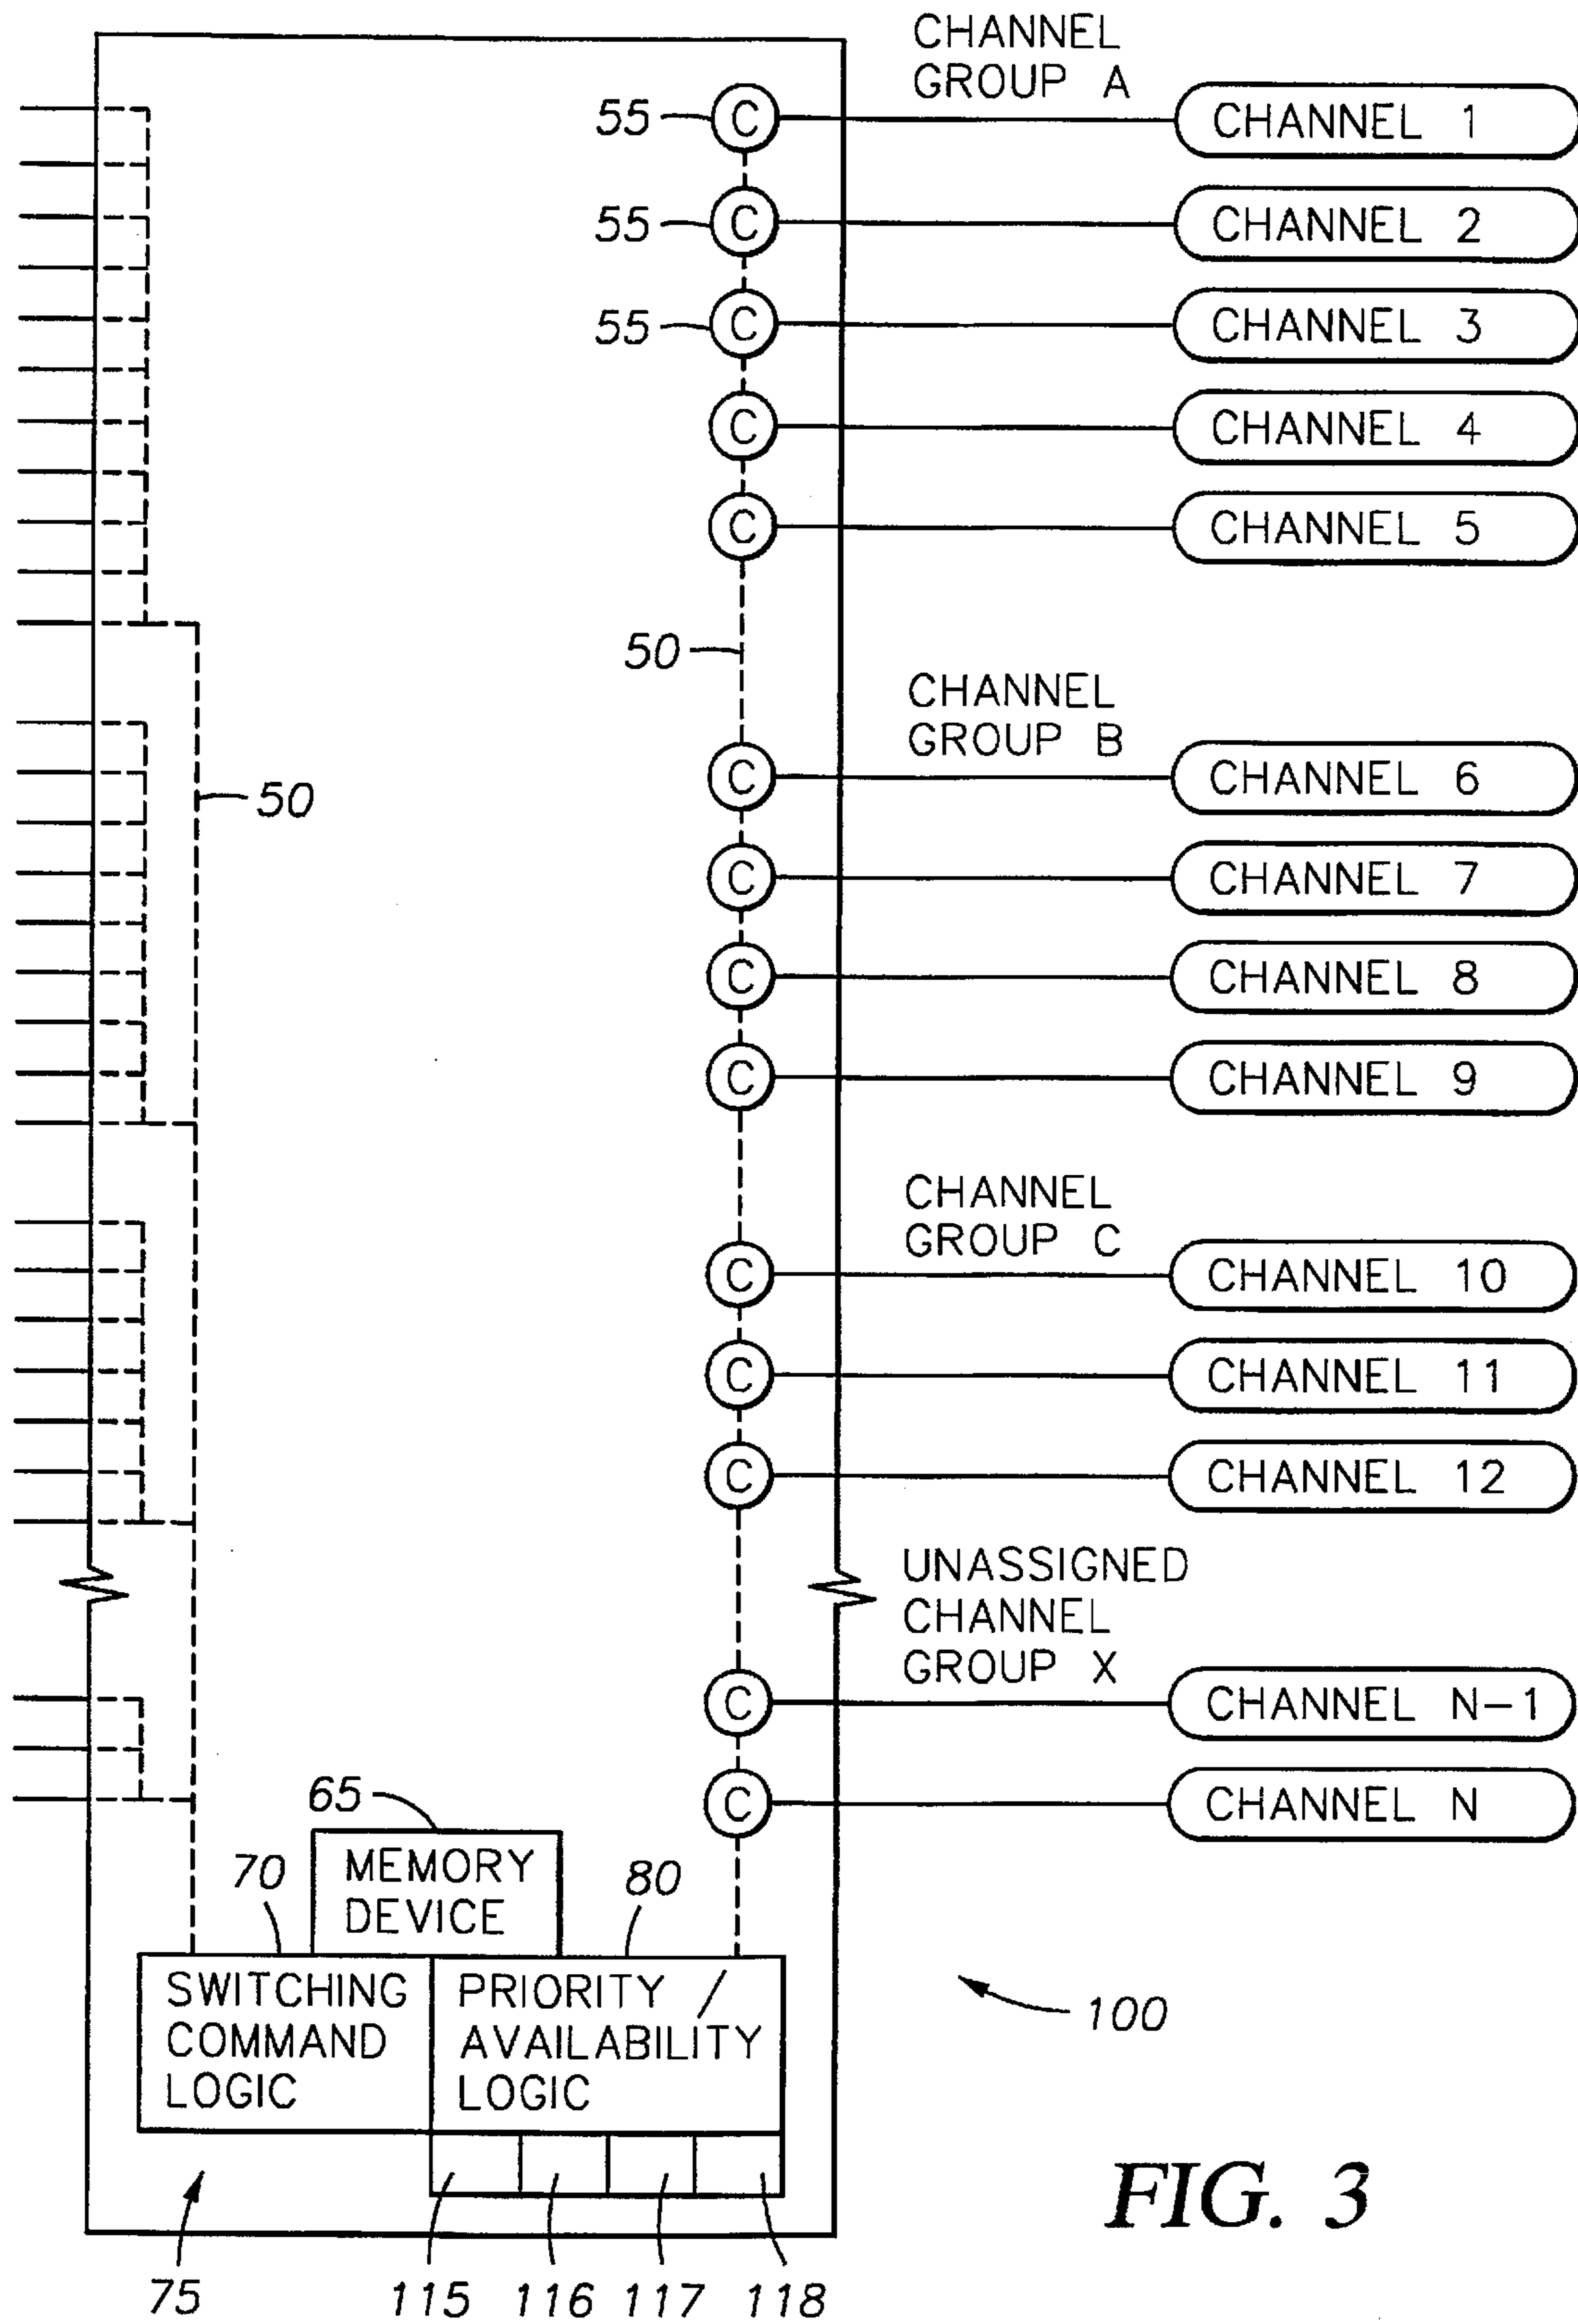 CHANNEL
GROUP A
55
C
CHANNEL 1
55
C
CHANNEL 2
55
C
CHANNEL 3
C
CHANNEL 4
C
CHANNEL 5
50
CHANNEL
GROUP B
C
CHANNEL 6
50
C
CHANNEL 7
C
CHANNEL 8
C
CHANNEL 9
CHANNEL
GROUP C
C
CHANNEL 10
C
CHANNEL 11
C
CHANNEL 12
UNASSIGNED
CHANNEL
GROUP X
C
CHANNEL N-1
C
CHANNEL N
65
MEMORY
DEVICE
70
80
SWITCHING
COMMAND
LOGIC
PRIORITY /
AVAILABILITY
LOGIC
100
75
115
116
117
118
FIG. 3